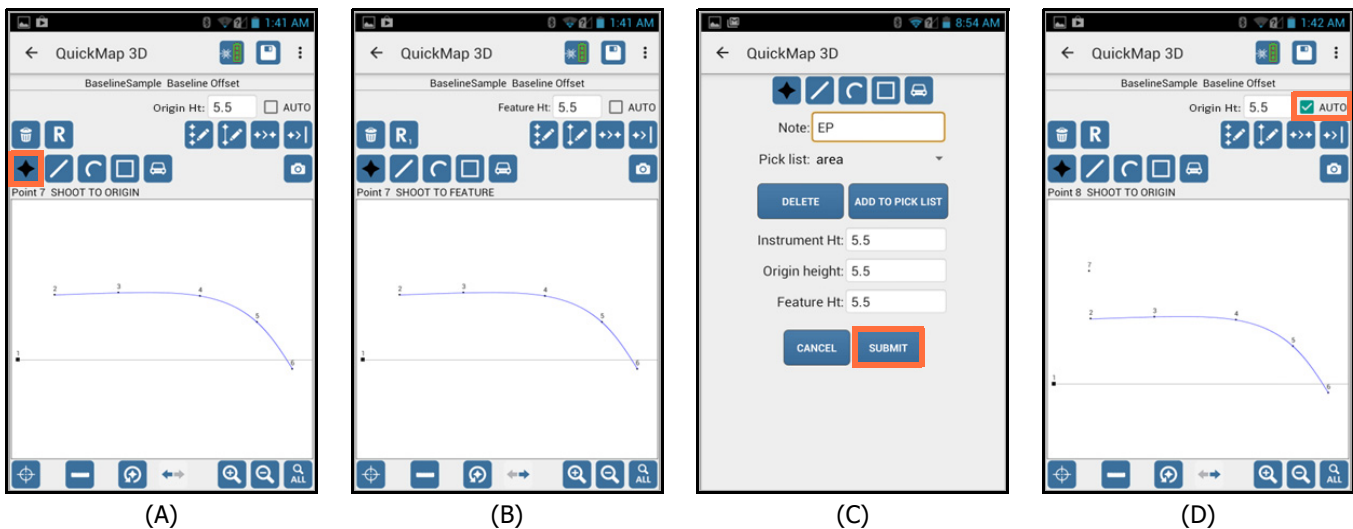 1:41 AM
QuickMap 3D
BaselineSample Baseline Offset
Origin Ht: 5.5 AUTO
R
Point 7 SHOOT TO ORIGIN
2 3 4
5
1
6
ALL
(A)
1:41 AM
QuickMap 3D
BaselineSample Baseline Offset
Feature Ht: 5.5 AUTO
R1
Point 7 SHOOT TO FEATURE
2 3 4
5
1
6
ALL
(B)
8:54 AM
QuickMap 3D
Note: EP
Pick list: area
DELETE ADD TO PICK LIST
Instrument Ht: 5.5
Origin height: 5.5
Feature Ht: 5.5
CANCEL SUBMIT
(C)
1:42 AM
QuickMap 3D
BaselineSample Baseline Offset
Origin Ht: 5.5 AUTO
R
Point 8 SHOOT TO ORIGIN
7
2 3 4
5
1
6
ALL
(D)